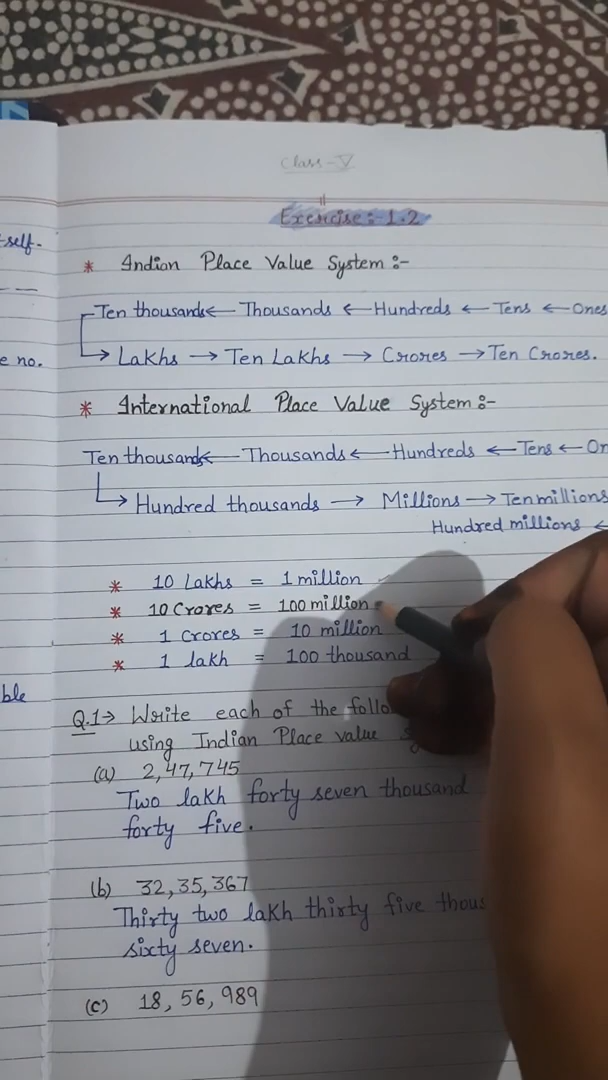 Class-V
Exercise:-1.2
-self.
* Indian Place Value System:-
Ten thousands ← Thousands ← Hundreds ← Tens ← Ones
→ Lakhs → Ten Lakhs → Crores → Ten Crores.
e no.
* International Place Value System:-
Ten thousands ← Thousands ← Hundreds ← Tens ← On
→ Hundred thousands → Millions → Ten millions
Hundred millions ←
* 10 Lakhs = 1 million
* 10 Crores = 100 million
* 1 Crores = 10 million
* 1 lakh = 100 thousand
ble
Q.1→ Write each of the follo
using Indian Place value
(a) 2,47,745
Two lakh forty seven thousand
forty five.
(b) 32,35,367
Thirty two lakh thirty five thous
sixty seven.
(c) 18,56,989